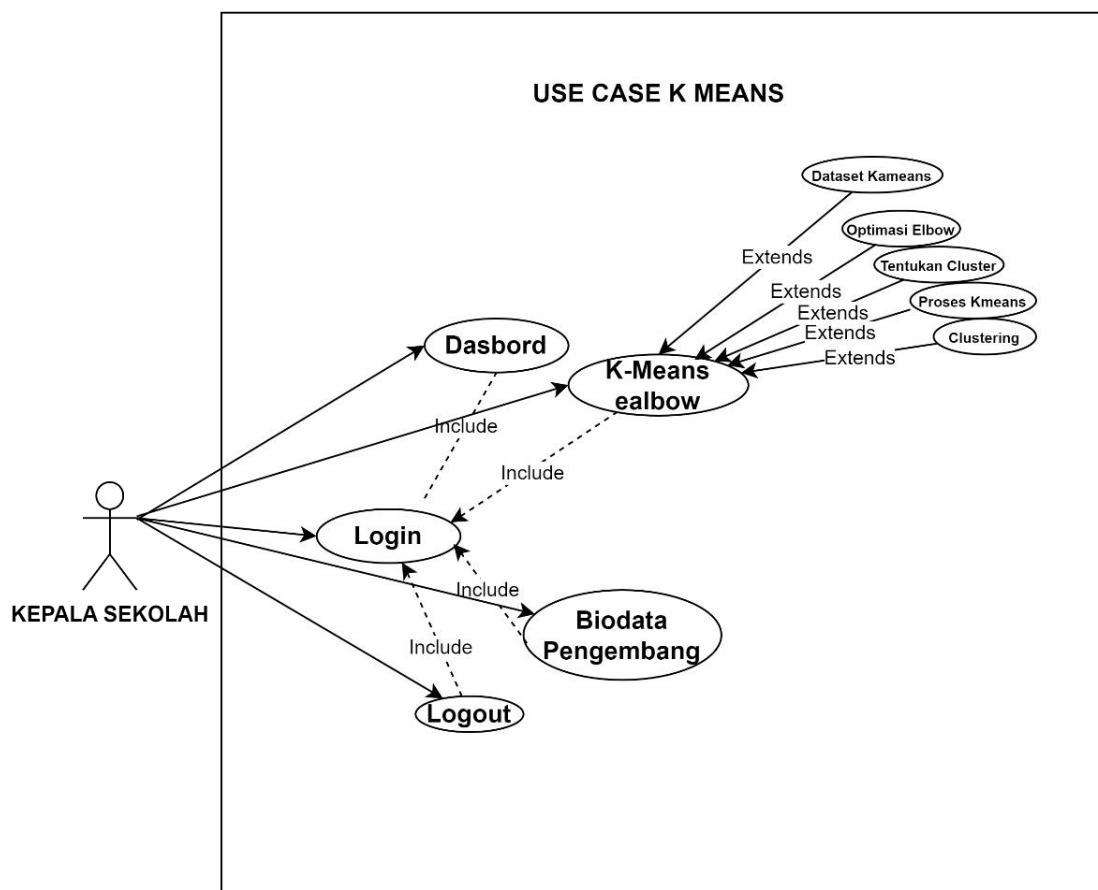 USE CASE K MEANS
Dataset Kameans
Optimasi Elbow
Extends
Tentukan Cluster
Extends
Proses Kmeans
Extends
Extends
Clustering
Extends
Dasbord
K-Means
ealbow
Include
Include
Login
KEPALA SEKOLAH
Include
Biodata
Pengembang
Include
Logout